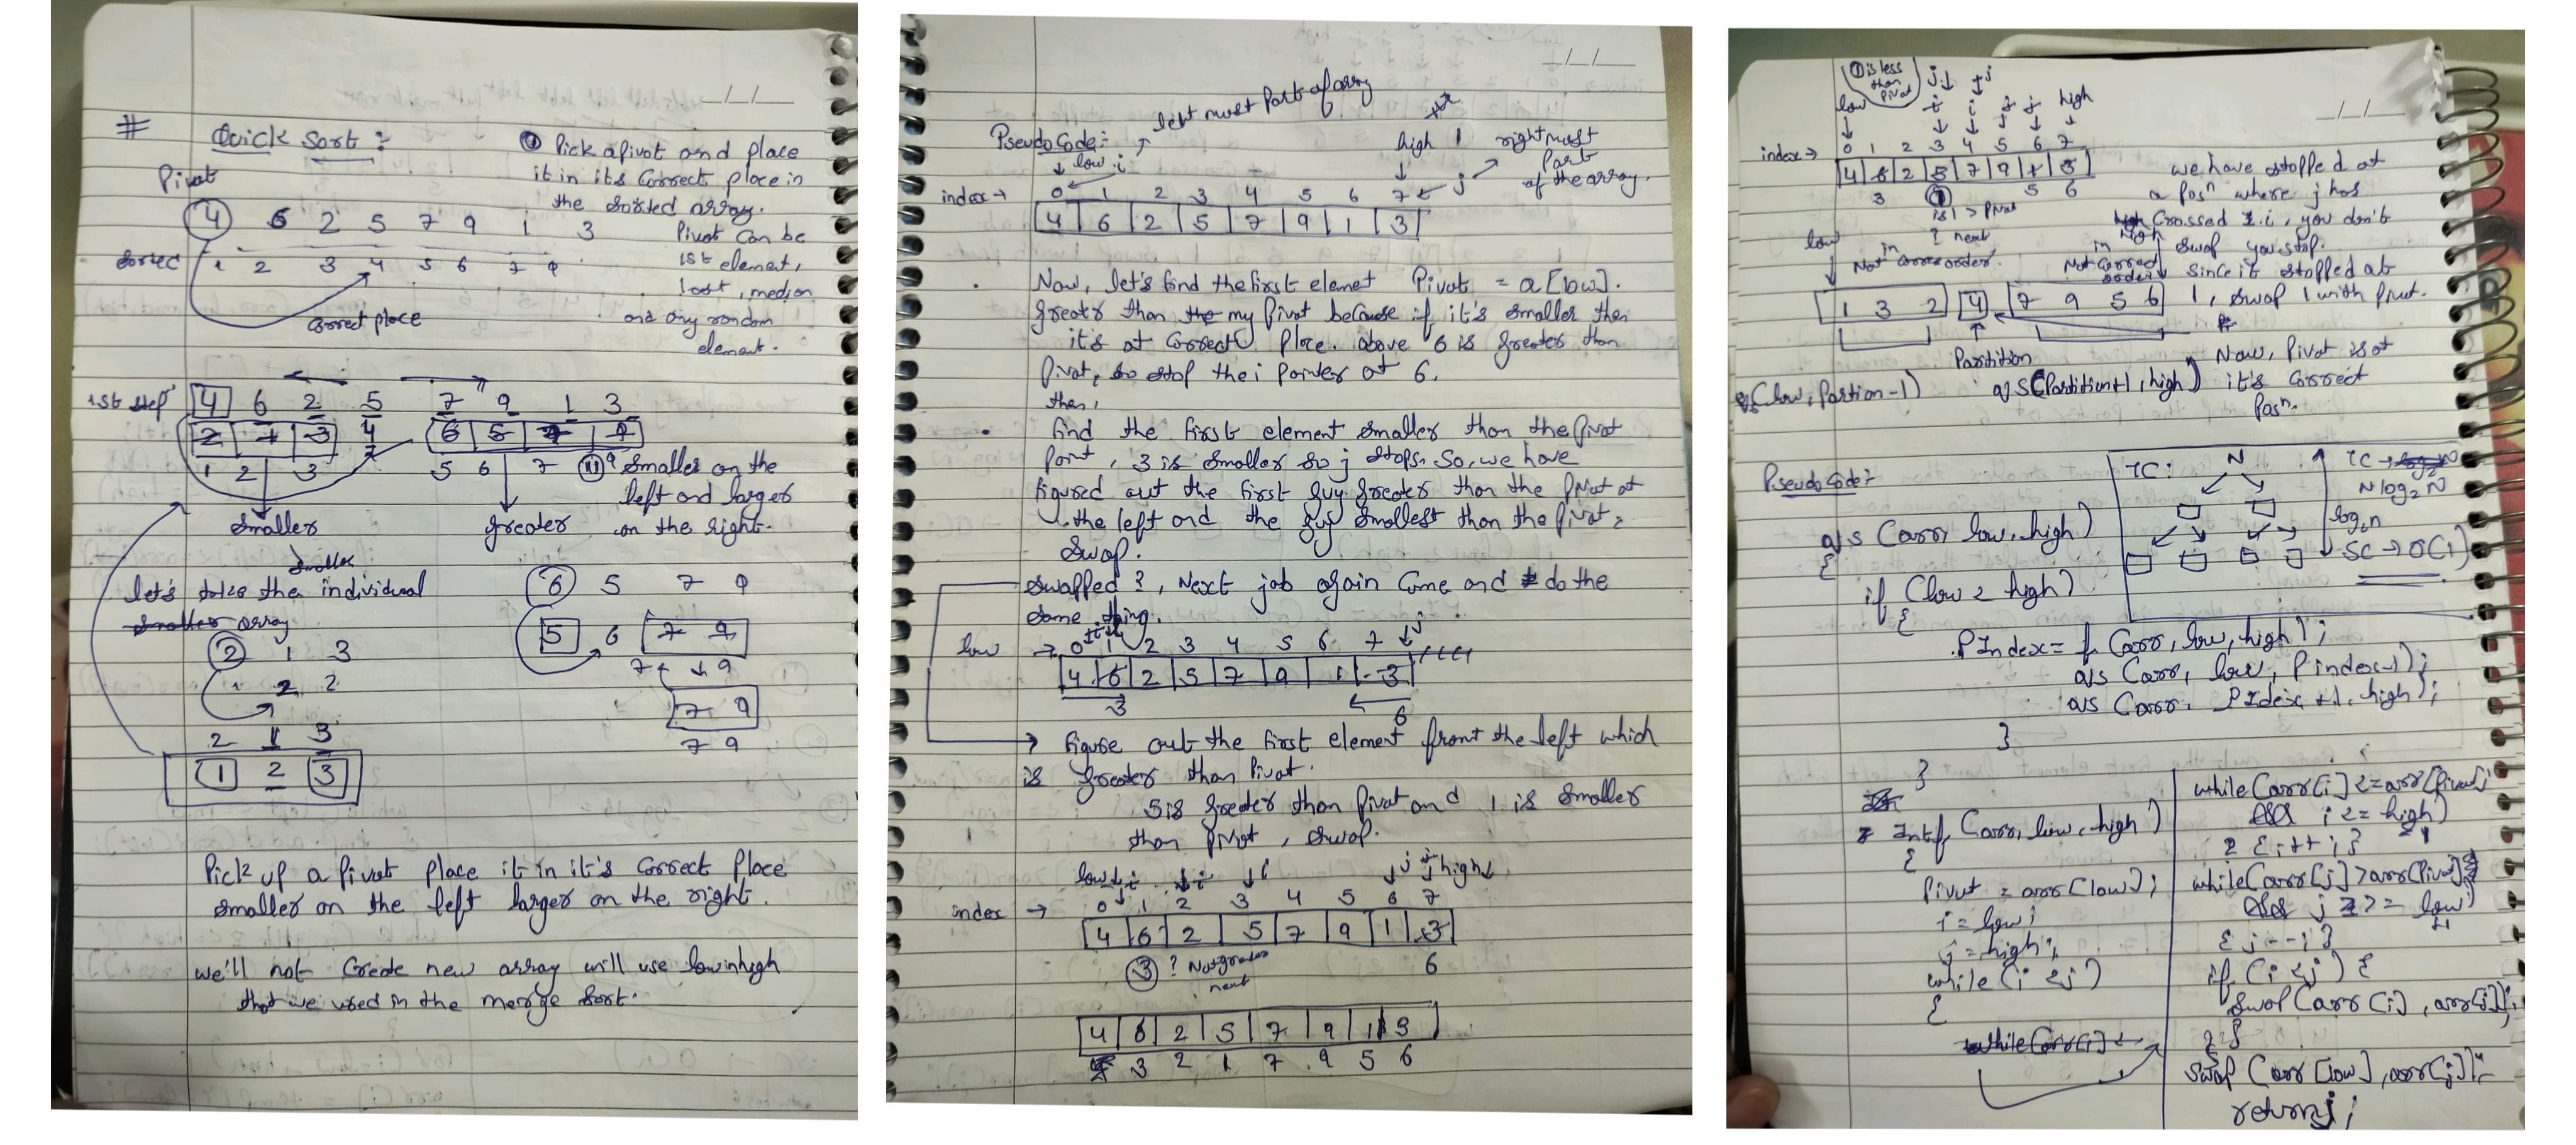 __/__/__
# Quick Sort :
Pivot
① Pick a pivot and place
it in its correct place in
the sorted array.
4 6 2 5 7 9 1 3
Pivot can be
1st element,
last, median
and any random
element.
1 2 3 4 5 6 7 9
correct place
1st step 4 6 2 5 7 9 1 3
2 1 3 4 6 5 7 9
1 2 3 5 6 7 9
Smaller on the
left and larger
on the right.
smaller greater
smaller
let's take the individual
smaller array
2 1 3
1 2 2
2 1 3
1 2 3
6 5 7 9
5 6 7 9
7 9
7 9
7 9
Pick up a Pivot place it in it's correct place
smaller on the left larger on the right.
we'll not create new array will use low high
that we used in the merge sort.
__/__/__
left most Part of array
Pseudo Code :-
low i
high
j
right most
Part
of the array.
index → 0 1 2 3 4 5 6 7
4 6 2 5 7 9 1 3
Now, let's find the first elemet Pivot = a[low].
greater than the my Pivot because if it's smaller then
it's at correct place. above 6 is greater than
Pivot, so stop the i pointer at 6.
then,
find the first element smaller than the pivot
point, 3 is smaller so j stops. So, we have
figured out the first guy greater than the pivot at
the left and the guy smallest than the pivot,
swap.
swapped ?, Next job again come and do the
same thing.
low → 0 1 2 3 4 5 6 7 j
4 6 2 5 7 9 1 3
3 6
→ figure out the first element front the left which
is greater than Pivot.
5 is greater than pivot and 1 is smaller
than pivot, swap.
low i i i j j high
index → 0 1 2 3 4 5 6 7
4 6 2 5 7 9 1 3
3 ? Not greater 6
next
4 6 2 5 7 9 1 3
3 2 1 7 9 5 6
__/__/__
① is less
than
pivot
low j i j i j j high
index → 0 1 2 3 4 5 6 7
4 6 2 5 7 9 1 3
3 1 5 6
is 1 > pivot
? next
we have stopped at
a posn where j has
crossed i, you don't
swap you stop.
since it stopped at
1, swap 1 with pivot.
low
Not in correct order.
Not in correct
order
high
1 3 2 4 7 9 5 6
Partition
Now, Pivot is at
it's correct
posn.
qs(low, Partion-1) qs(Partition+1, high)
Pseudo Code :-
TC : N
TC → log2N
N log2 N
log2n
SC → O(1)
qs (arr, low, high)
{
if (low < high)
{
PIndex = f (arr, low, high);
qs (arr, low, Pindex-1);
qs (arr, PIdex +1, high);
}
}
int f (arr, low, high)
{
Pivot = arr[low];
i = low;
j = high;
while (i < j)
{
while (arr[i] <
while (arr[i] <= arr[Pivot]
&& i <= high)
-1
{ i++; }
while (arr[j] > arr[Pivot]
&& j >= low)
+1
{ j--; }
if (i < j) {
swap (arr[i], arr[j]);
}
}
swap (arr[low], arr[j]);
return j;